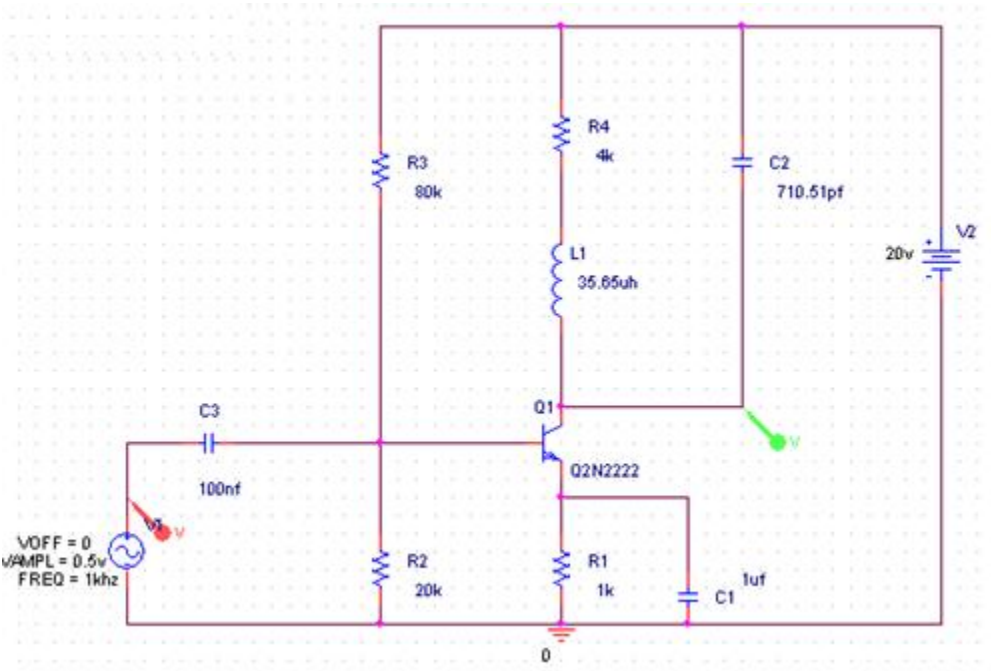 R4
4k
R3
80k
C2
710.51pf
V2
20v
+
-
L1
35.65uh
C3
100nf
Q1
Q2N2222
V
V1
V
VOFF = 0
VAMPL = 0.5v
FREQ = 1khz
R2
20k
R1
1k
1uf
C1
0